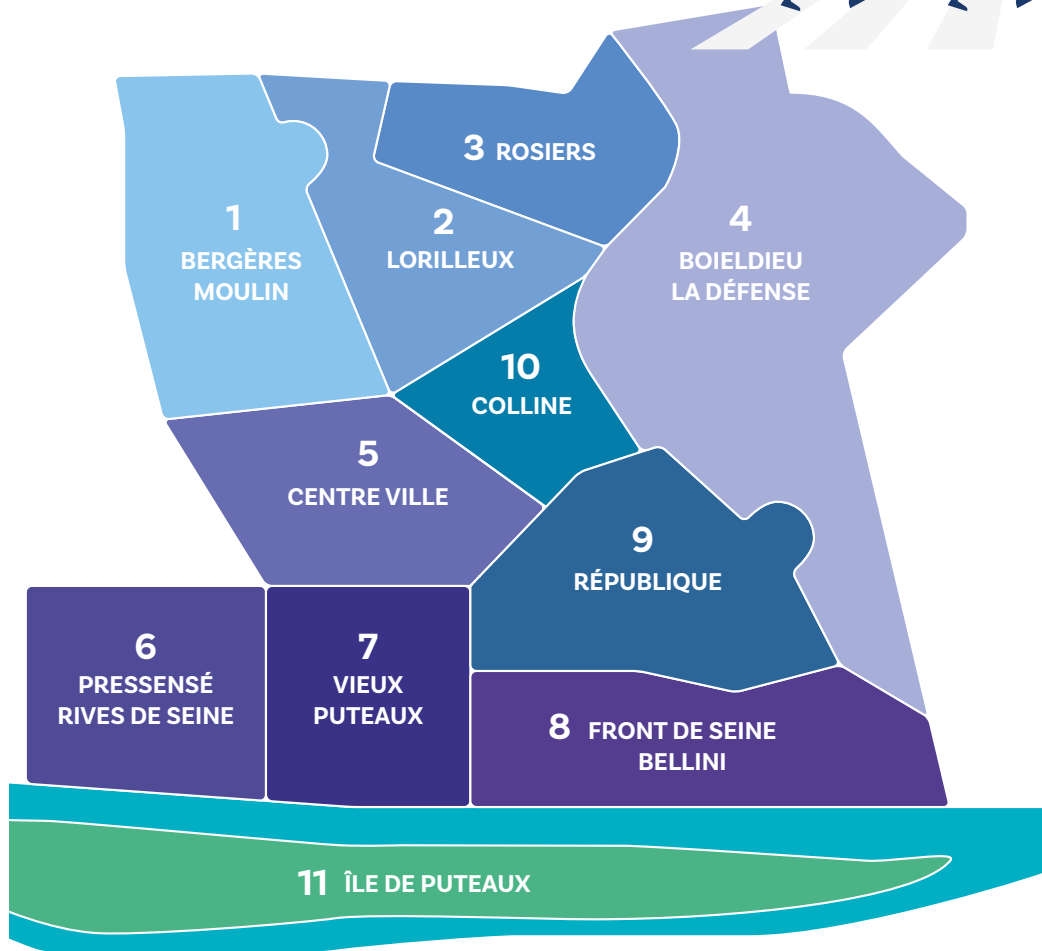 1
BERGÈRES
MOULIN
2
LORILLEUX
3 ROSIERS
4
BOIELDIEU
LA DÉFENSE
10
COLLINE
5
CENTRE VILLE
9
RÉPUBLIQUE
6
PRESSENSÉ
RIVES DE SEINE
7
VIEUX
PUTEAUX
8 FRONT DE SEINE
BELLINI
11 ÎLE DE PUTEAUX